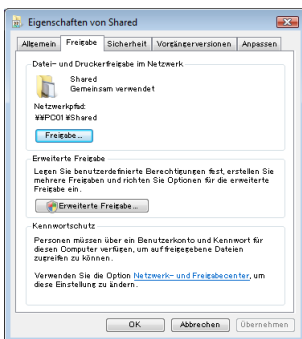 Eigenschaften von Shared
Allgemein Freigabe Sicherheit Vorgängerversionen Anpassen
Datei- und Druckerfreigabe im Netzwerk
Shared
Gemeinsam verwendet
Netzwerkpfad:
¥¥PC01¥Shared
Freigabe...
Erweiterte Freigabe
Legen Sie benutzerdefinierte Berechtigungen fest, erstellen Sie
mehrere Freigaben und richten Sie Optionen für die erweiterte
Freigabe ein.
Erweiterte Freigabe...
Kennwortschutz
Personen müssen über ein Benutzerkonto und Kennwort für
diesen Computer verfügen, um auf freigegebene Dateien
zugreifen zu können.
Verwenden Sie die Option Netzwerk- und Freigabecenter, um
diese Einstellung zu ändern.
OK Abbrechen Übernehmen